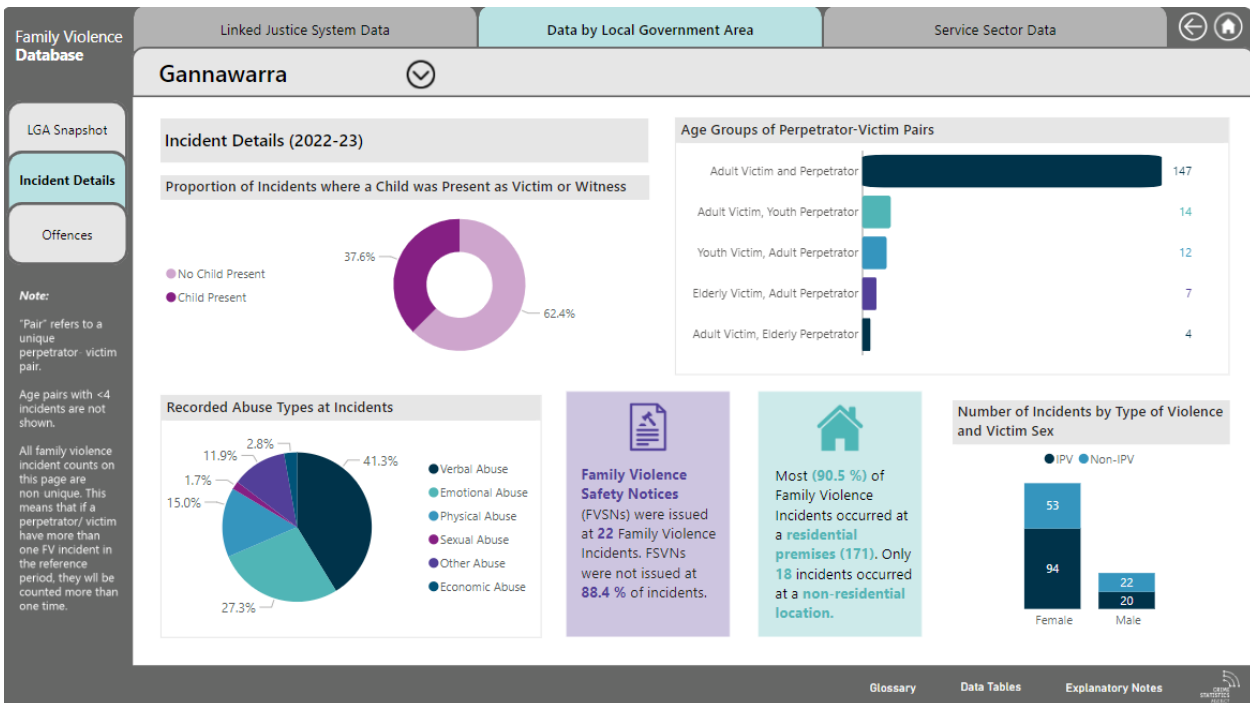 Family Violence
Database
Linked Justice System Data
Data by Local Government Area
Service Sector Data
Gannawarra
LGA Snapshot
Incident Details
Offences
Note:
"Pair" refers to a
unique
perpetrator- victim
pair.
Age pairs with <4
incidents are not
shown.
All family violence
incident counts on
this page are
non unique. This
means that if a
perpetrator/ victim
have more than
one FV incident in
the reference
period, they wll be
counted more than
one time.
Incident Details (2022-23)
Proportion of Incidents where a Child was Present as Victim or Witness
No Child Present
Child Present
37.6%
62.4%
Age Groups of Perpetrator-Victim Pairs
Adult Victim and Perpetrator 147
Adult Victim, Youth Perpetrator 14
Youth Victim, Adult Perpetrator 12
Elderly Victim, Adult Perpetrator 7
Adult Victim, Elderly Perpetrator 4
Recorded Abuse Types at Incidents
2.8%
11.9%
1.7%
15.0%
27.3%
41.3%
Verbal Abuse
Emotional Abuse
Physical Abuse
Sexual Abuse
Other Abuse
Economic Abuse
Family Violence
Safety Notices
(FVSNs) were issued
at 22 Family Violence
Incidents. FSVNs
were not issued at
88.4 % of incidents.
Most (90.5 %) of
Family Violence
Incidents occurred at
a residential
premises (171). Only
18 incidents occurred
at a non-residential
location.
Number of Incidents by Type of Violence
and Victim Sex
IPV Non-IPV
53
94
22
20
Female Male
Glossary
Data Tables
Explanatory Notes
CRIME
STATISTICS
AGENCY